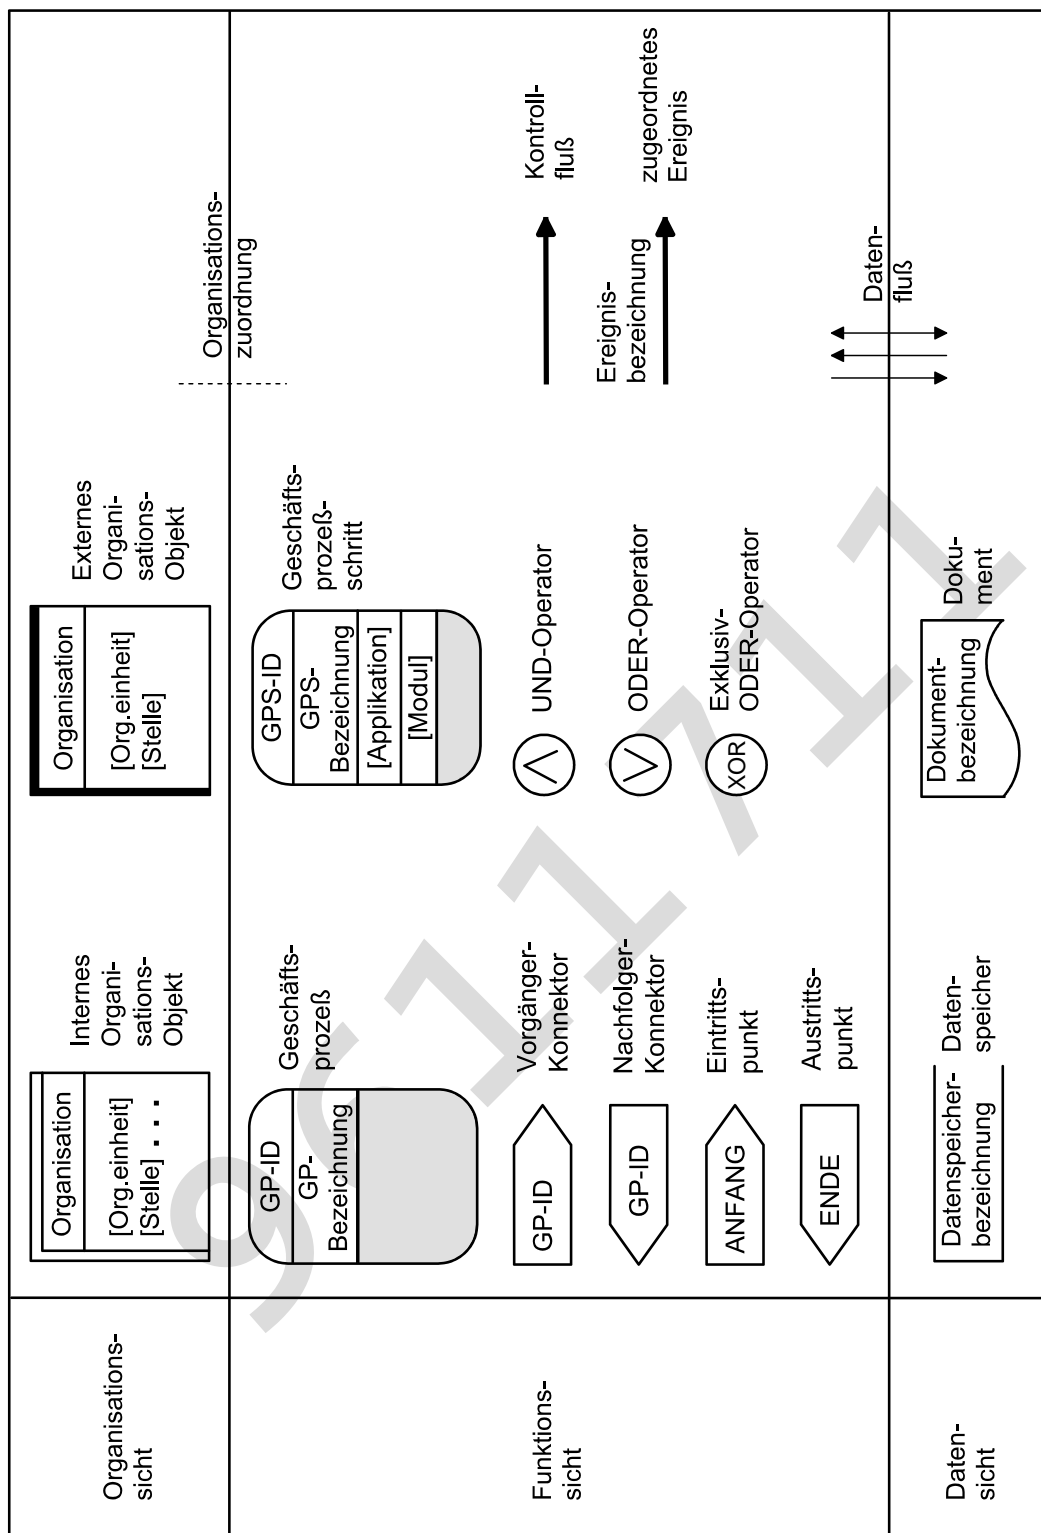 Organisations-
sicht
Organisation
[Org.einheit]
[Stelle] ...
Internes
Organi-
sations-
Objekt
Organisation
[Org.einheit]
[Stelle]
Externes
Organi-
sations-
Objekt
Organisations-
zuordnung
Funktions-
sicht
GP-ID
GP-
Bezeichnung
Geschäfts-
prozeß
GPS-ID
GPS-
Bezeichnung
[Applikation]
[Modul]
Geschäfts-
prozeß-
schritt
GP-ID
Vorgänger-
Konnektor
UND-Operator
Kontroll-
fluß
GP-ID
Nachfolger-
Konnektor
ODER-Operator
Ereignis-
bezeichnung
zugeordnetes
Ereignis
ANFANG
Eintritts-
punkt
XOR
Exklusiv-
ODER-Operator
ENDE
Austritts-
punkt
Daten-
sicht
Datenspeicher-
bezeichnung
Daten-
speicher
Dokument-
bezeichnung
Doku-
ment
Daten-
fluß
961171